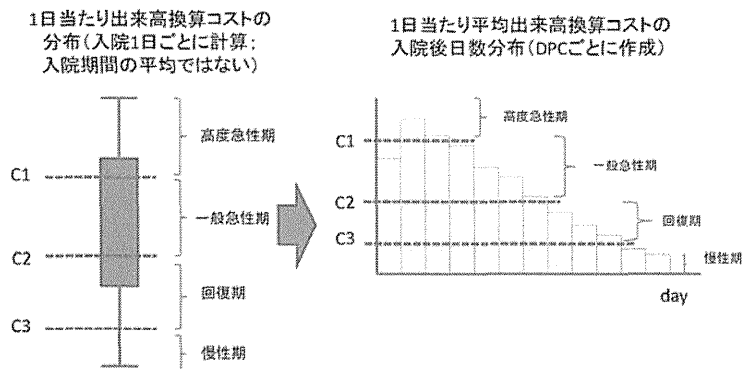 1日当たり出来高換算コストの
分布(入院1日ごとに計算;
入院期間の平均ではない)
高度急性期
C1
一般急性期
C2
回復期
C3
慢性期
1日当たり平均出来高換算コストの
入院後日数分布(DPCごとに作成)
高度急性期
C1
一般急性期
C2
回復期
C3
慢性期
day